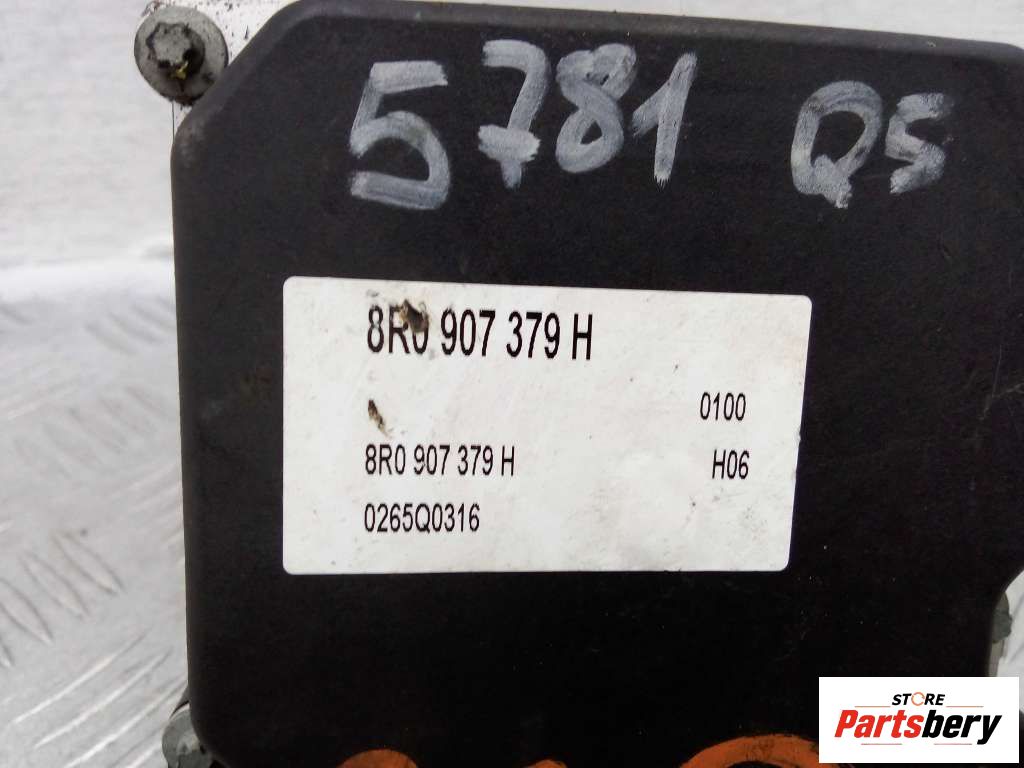 5781 Q5
8R0 907 379 H
0100
8R0 907 379 H H06
0265Q0316
STORE
Partsbery